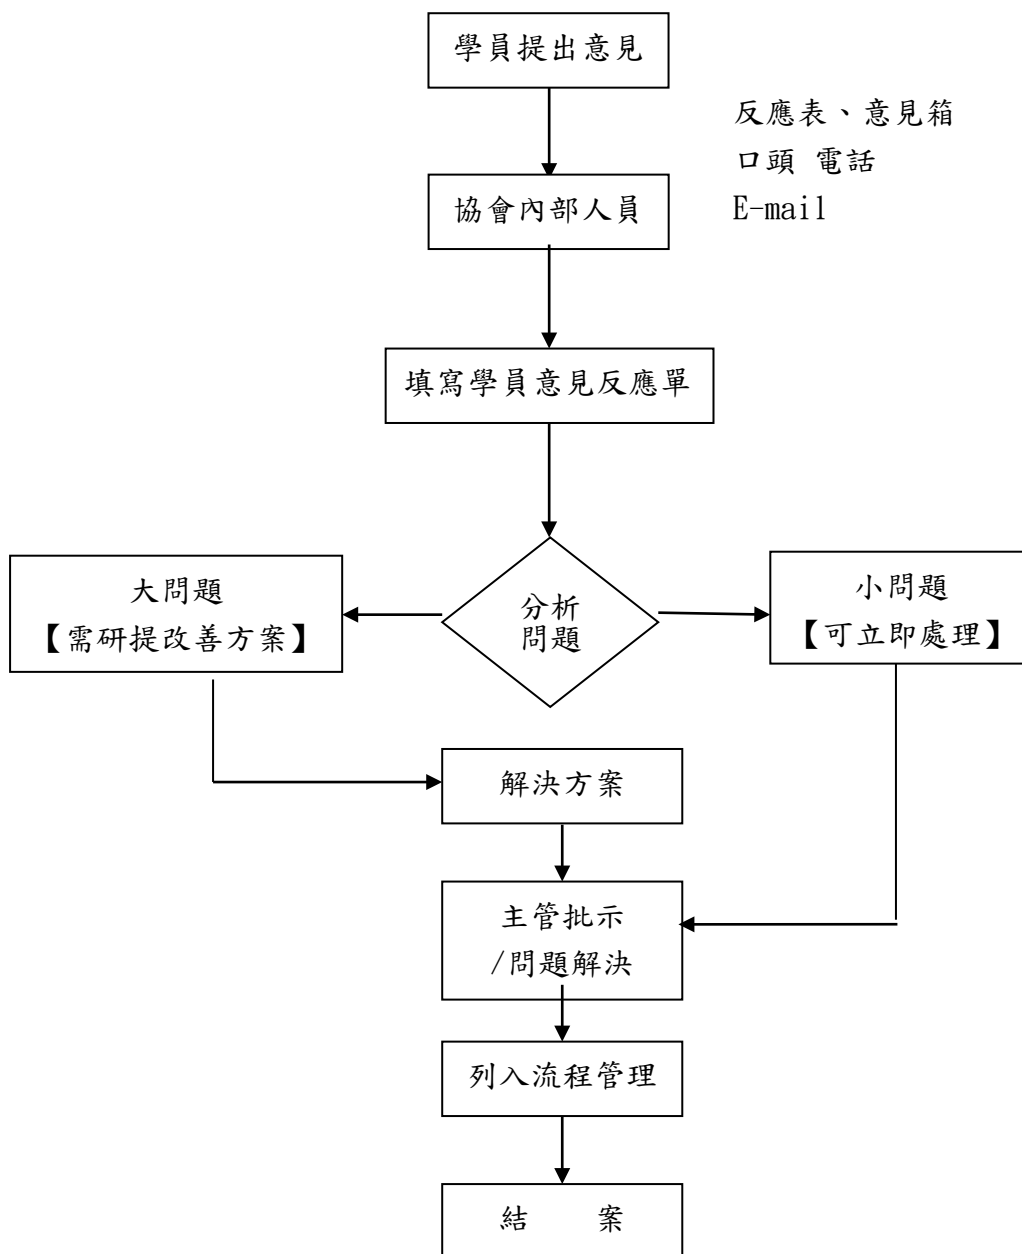 學員提出意見
反應表、意見箱
口頭 電話
E-mail
協會內部人員
填寫學員意見反應單
大問題
【需研提改善方案】
分析
問題
小問題
【可立即處理】
解決方案
主管批示
/問題解決
列入流程管理
結 案